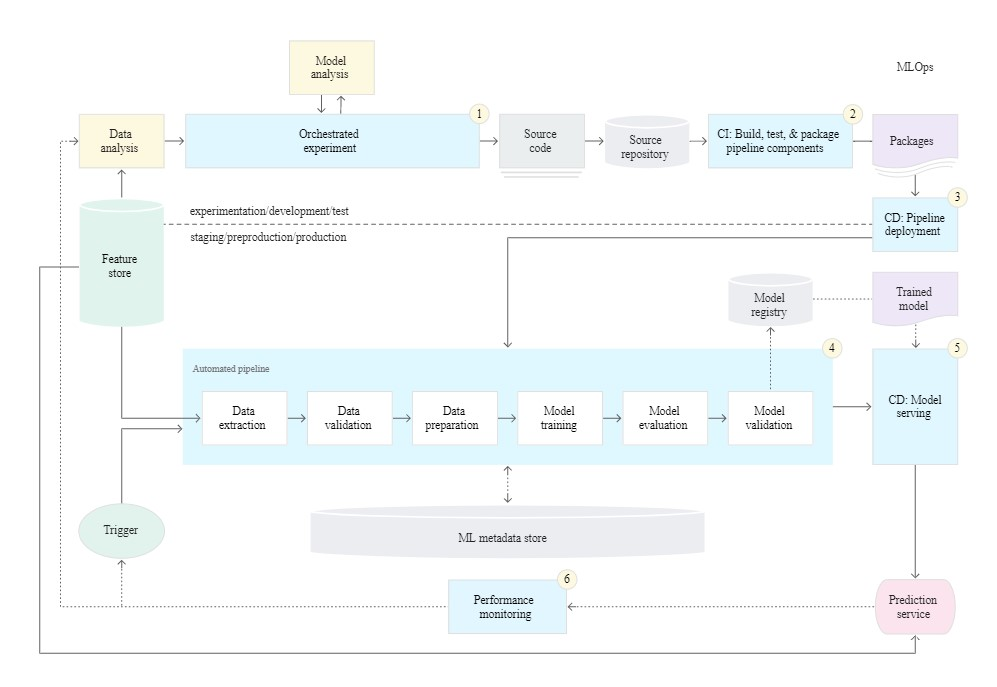 Model
analysis
MLOps
1
2
Data
analysis
Orchestrated
experiment
Source
code
Source
repository
CI: Build, test, & package
pipeline components
Packages
3
experimentation/development/test
CD: Pipeline
deployment
staging/preproduction/production
Feature
store
Model
registry
Trained
model
4
5
Automated pipeline
Data
extraction
Data
validation
Data
preparation
Model
training
Model
evaluation
Model
validation
CD: Model
serving
Trigger
ML metadata store
6
Performance
monitoring
Prediction
service